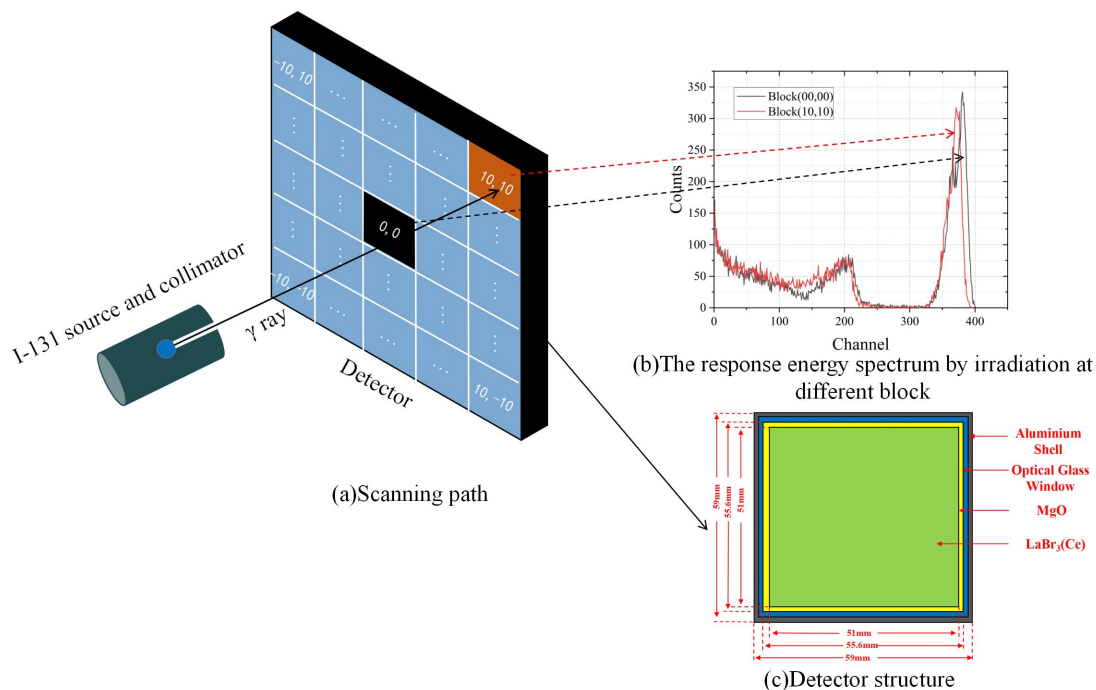 −10, 10
...
...
10, 10
0, 0
−10, −10
...
...
10, −10
I-131 source and collimator
γ ray
Detector
(a)Scanning path
Block(00,00)
Block(10,10)
Counts
350
300
250
200
150
100
50
0
0
100
200
300
400
Channel
(b)The response energy spectrum by irradiation at
different block
59mm
55.6mm
51mm
51mm
55.6mm
59mm
Aluminium
Shell
Optical Glass
Window
MgO
LaBr₃(Ce)
(c)Detector structure